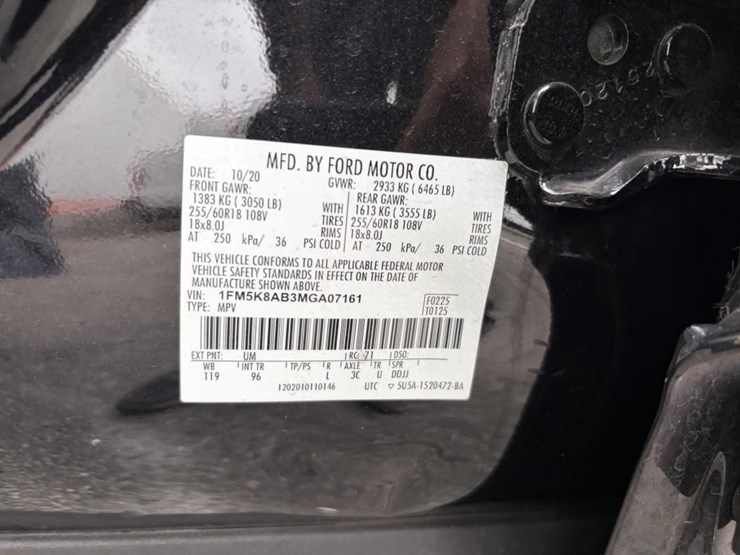 MFD. BY FORD MOTOR CO.
DATE: 10/20 GVWR: 2933 KG ( 6465 LB)
FRONT GAWR: REAR GAWR:
1383 KG ( 3050 LB) WITH 1613 KG ( 3555 LB) WITH
255/60R18 108V TIRES 255/60R18 108V TIRES
18x8.0J RIMS 18x8.0J RIMS
AT 250 kPa/ 36 PSI COLD AT 250 kPa/ 36 PSI COLD
THIS VEHICLE CONFORMS TO ALL APPLICABLE FEDERAL MOTOR
VEHICLE SAFETY STANDARDS IN EFFECT ON THE DATE OF
MANUFACTURE SHOWN ABOVE.
VIN: 1FM5K8AB3MGA07161 F0225
TYPE: MPV T0125
EXT PNT: UM RC: 71 DSO:
WB INT TR TP/PS R AXLE TR SPR
119 96 L 3C U DDJJ
1202010110146 UTC 5U5A-1520472-BA